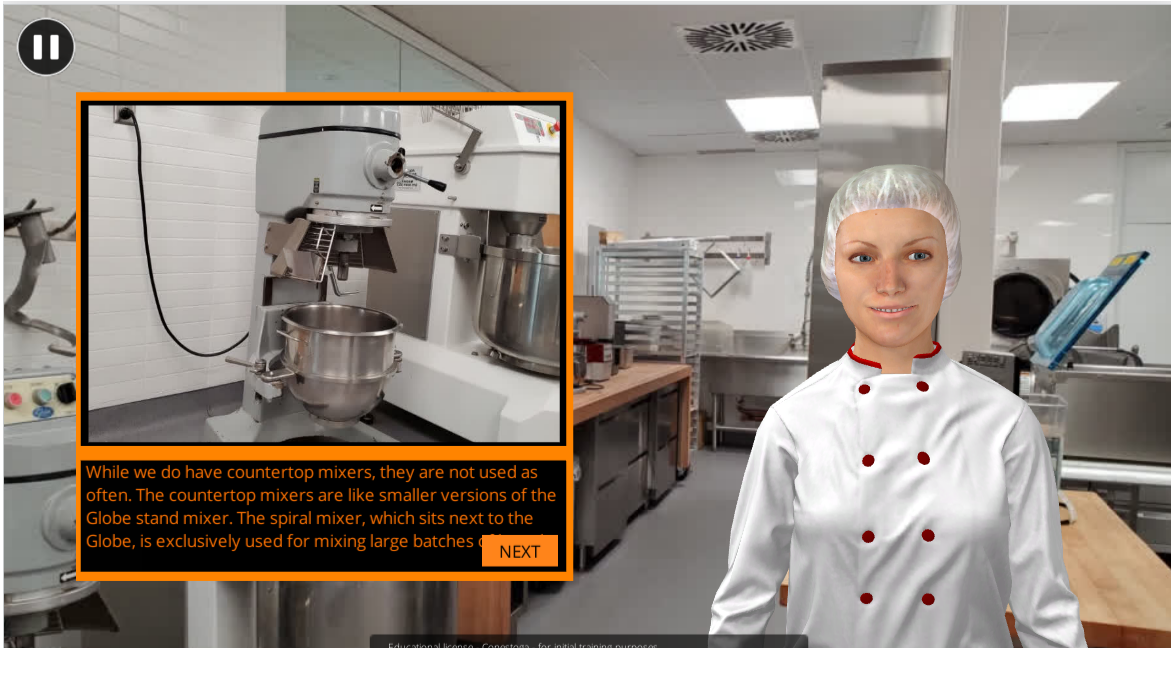 While we do have countertop mixers, they are not used as
often. The countertop mixers are like smaller versions of the
Globe stand mixer. The spiral mixer, which sits next to the
Globe, is exclusively used for mixing large batches
NEXT
Educational license - Conestoga - for initial training purposes